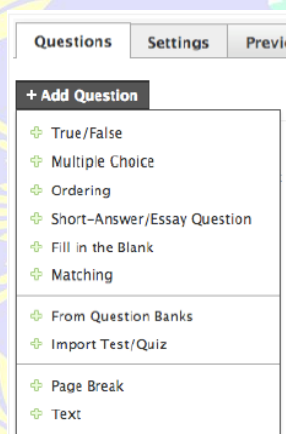 Questions Settings Previ
+ Add Question
True/False
Multiple Choice
Ordering
Short-Answer/Essay Question
Fill in the Blank
Matching
From Question Banks
Import Test/Quiz
Page Break
Text